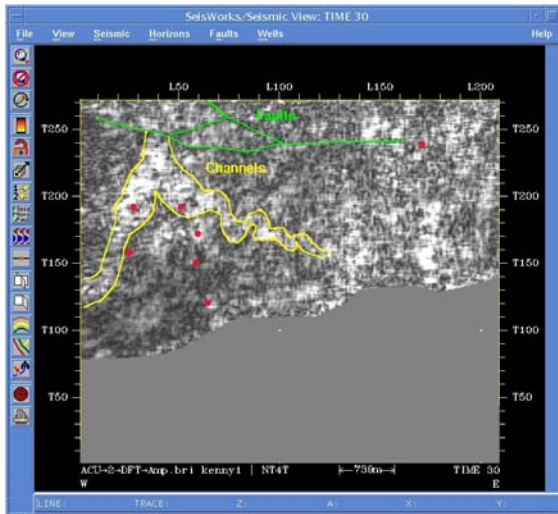 SeisWorks/Seismic View: TIME 30
File View Seismic Horizons Faults Wells Help
L50 L100 L150 L200
T250 Faults T250
Channels
T200 T200
T150 T150
T100 T100
T50 T50
ACU→2→DFT→Amp.bri kenny1 | NT4T |←739m→| TIME 30
W E
LINE: TRACE: Z: A: X: Y: